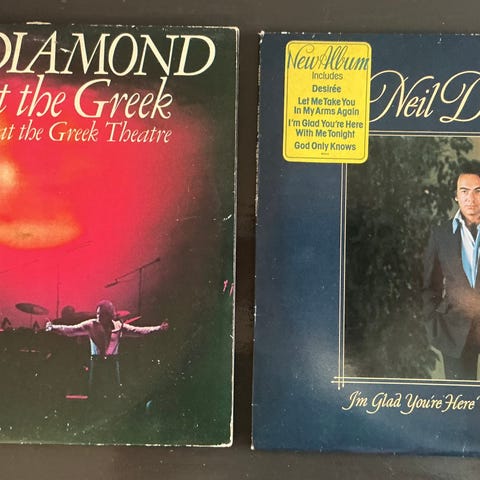 DIAMOND
t the Greek
at the Greek Theatre
New Album
Includes
Desirée
Let Me Take You
In My Arms Again
I'm Glad You're Here
With Me Tonight
God Only Knows
Neil D
I'm Glad You're Here